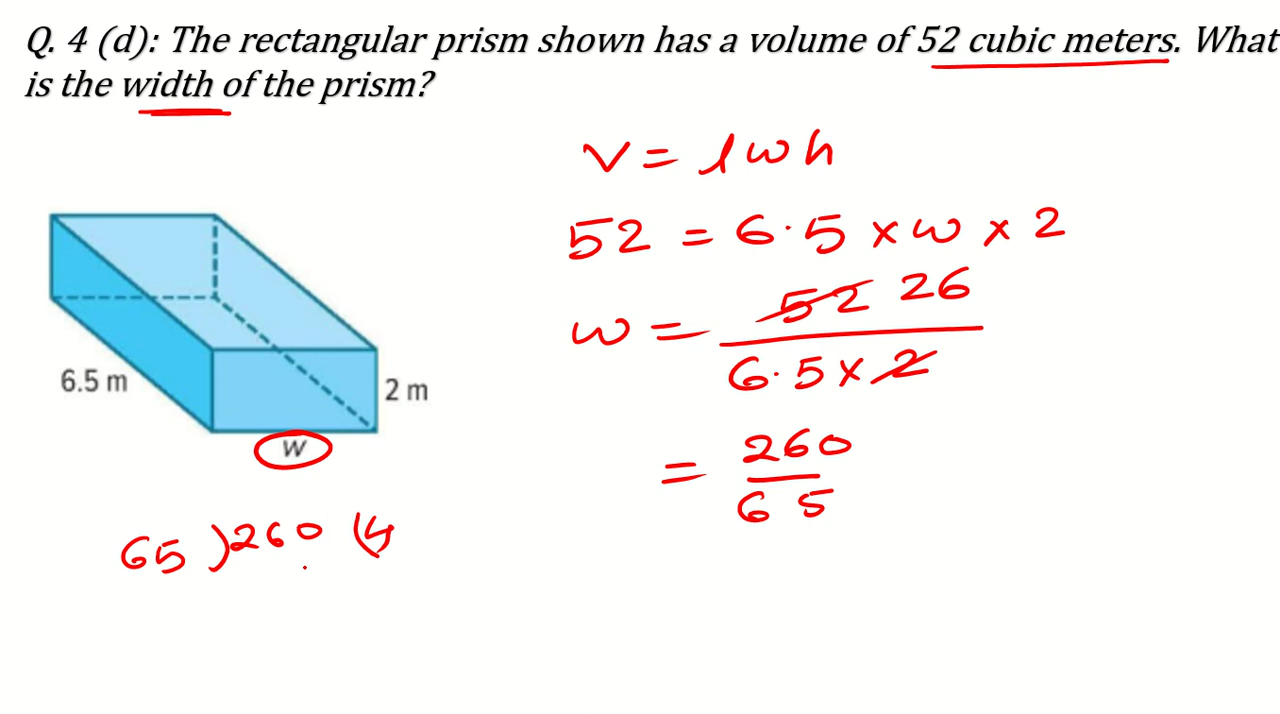 Q. 4 (d): The rectangular prism shown has a volume of 52 cubic meters. What
is the width of the prism?
V = l w h
52 = 6.5 × w × 2
w = 52 26
6.5 × 2
= 260
65
6.5 m
2 m
w
65 ) 260 ( 4